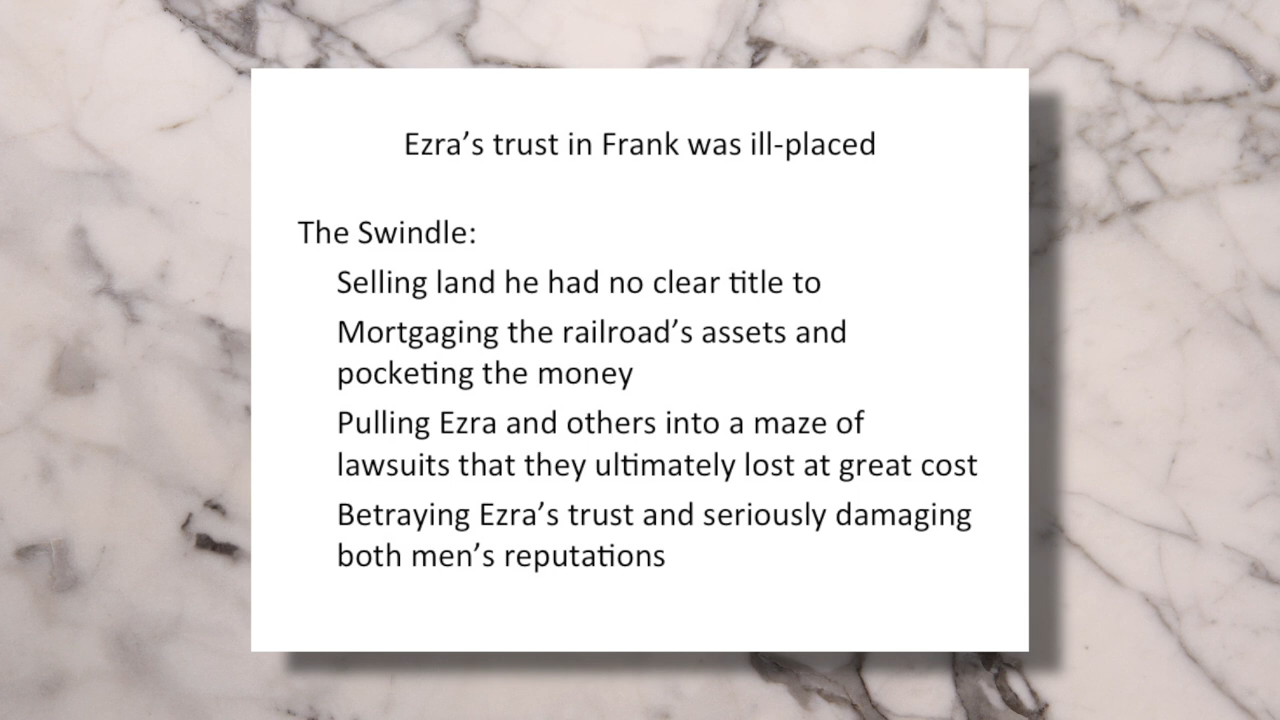 Ezra’s trust in Frank was ill-placed
The Swindle:
Selling land he had no clear title to
Mortgaging the railroad’s assets and
pocketing the money
Pulling Ezra and others into a maze of
lawsuits that they ultimately lost at great cost
Betraying Ezra’s trust and seriously damaging
both men’s reputations